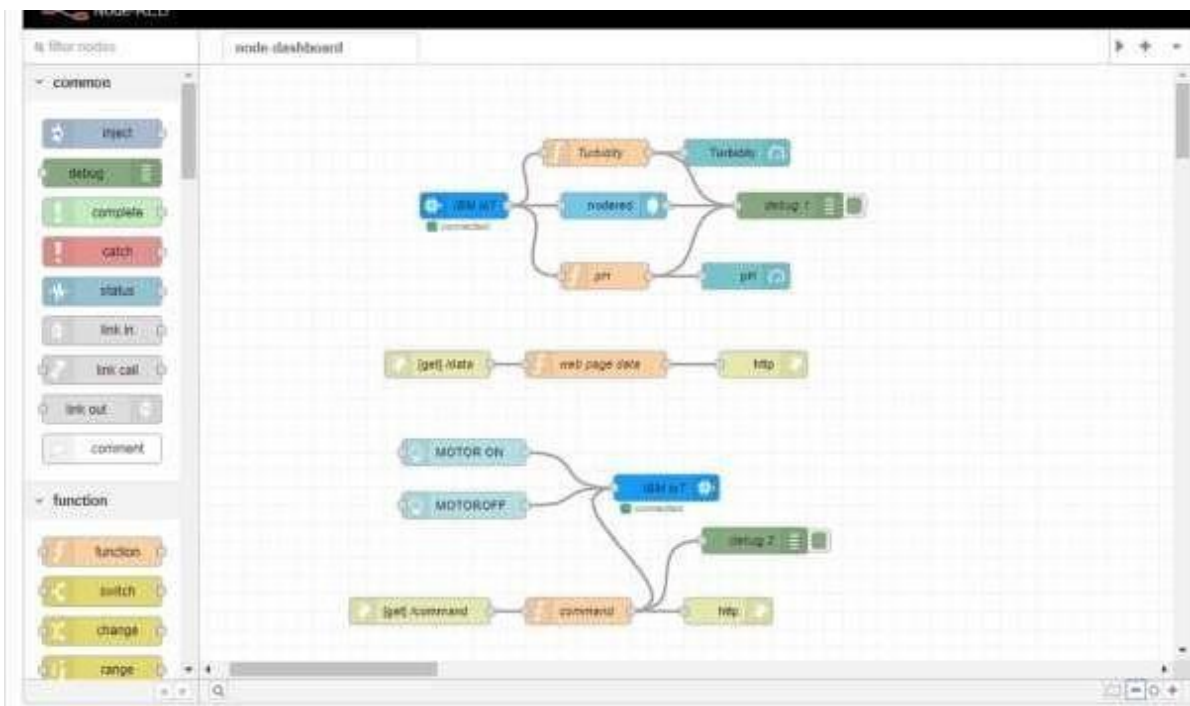 Node-RED
filter nodes
node-dashboard
common
inject
debug
complete
catch
status
link in
link call
link out
comment
function
function
switch
change
range
Turbidity
Turbidity
IBM IoT
connected
nodered
debug 1
pH
pH
[get] /data
web page data
http
MOTOR ON
MOTOROFF
IBM IoT
connected
debug 2
[get] /command
command
http